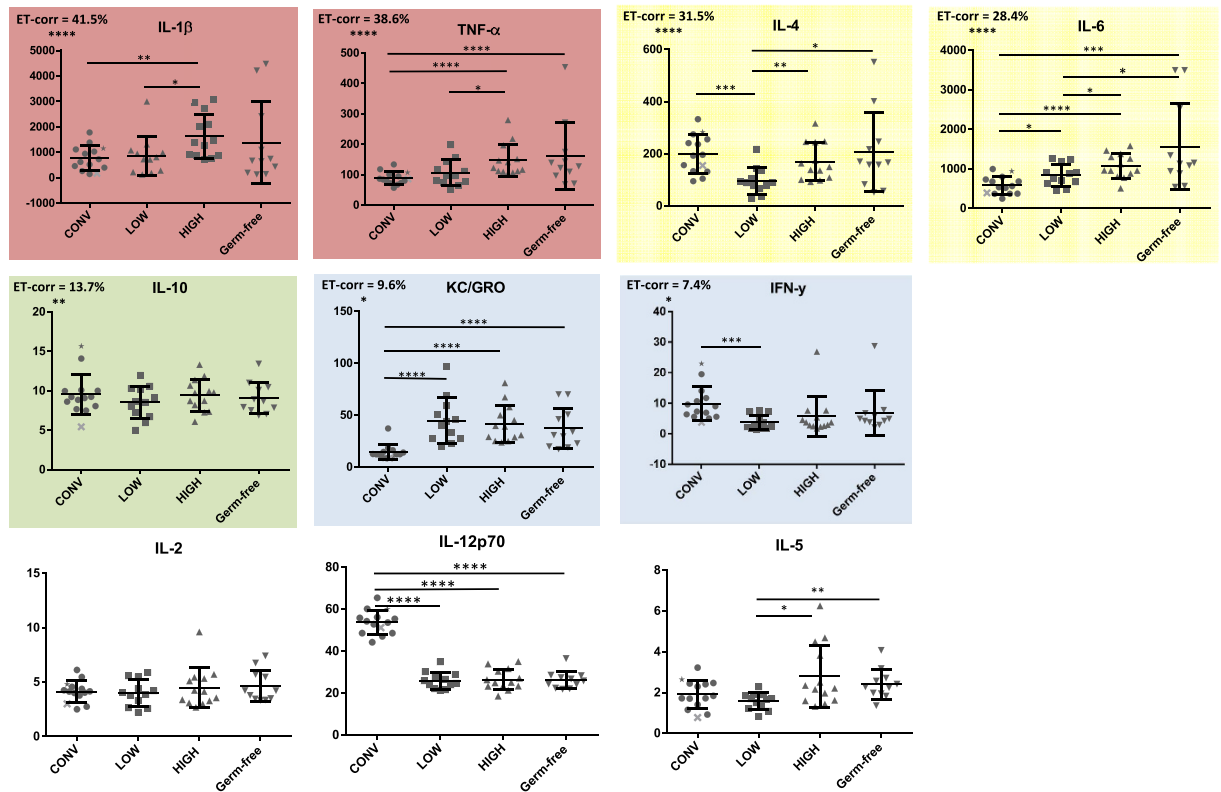 ET-corr = 41.5%
****
IL-1β
**
*
5000
4000
3000
2000
1000
0
-1000
CONV
LOW
HIGH
Germ-free
ET-corr = 38.6%
****
TNF-α
****
****
*
500
400
300
200
100
0
CONV
LOW
HIGH
Germ-free
ET-corr = 31.5%
****
IL-4
*
**
***
600
400
200
0
CONV
LOW
HIGH
Germ-free
ET-corr = 28.4%
****
IL-6
***
*
*
****
*
4000
3000
2000
1000
0
CONV
LOW
HIGH
Germ-free
ET-corr = 13.7%
**
IL-10
20
15
10
5
0
CONV
LOW
HIGH
Germ-free
ET-corr = 9.6%
*
KC/GRO
****
****
****
150
100
50
0
CONV
LOW
HIGH
Germ-free
ET-corr = 7.4%
*
IFN-y
***
40
30
20
10
0
-10
CONV
LOW
HIGH
Germ-free
IL-2
15
10
5
0
CONV
LOW
HIGH
Germ-free
IL-12p70
****
****
****
80
60
40
20
0
CONV
LOW
HIGH
Germ-free
IL-5
**
*
8
6
4
2
0
CONV
LOW
HIGH
Germ-free